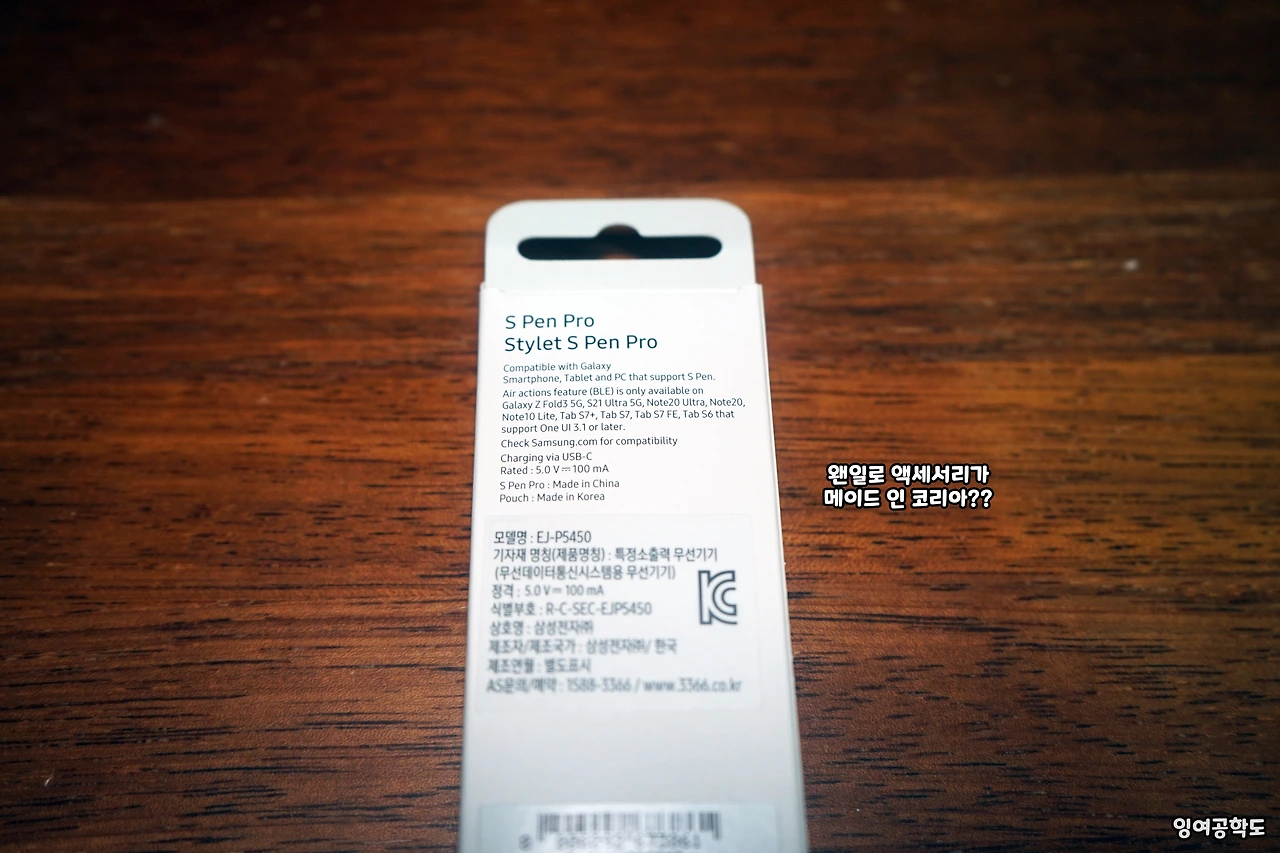 S Pen Pro
Stylet S Pen Pro
Compatible with Galaxy
Smartphone, Tablet and PC that support S Pen.
Air actions feature (BLE) is only available on
Galaxy Z Fold3 5G, S21 Ultra 5G, Note20 Ultra, Note20,
Note10 Lite, Tab S7+, Tab S7, Tab S7 FE, Tab S6 that
support One UI 3.1 or later.
Check Samsung.com for compatibility
Charging via USB-C
Rated : 5.0 V⎓100 mA
S Pen Pro : Made in China
Pouch : Made in Korea
왠일로 액세서리가
메이드 인 코리아??
모델명 : EJ-P5450
기자재 명칭(제품명칭) : 특정소출력 무선기기
(무선데이터통신시스템용 무선기기)
정격 : 5.0 V⎓100 mA
식별부호 : R-C-SEC-EJP5450
상호명 : 삼성전자㈜
제조자/제조국가 : 삼성전자㈜/ 한국
제조연월 : 별도표시
AS문의/예약 : 1588-3366 / www.3366.co.kr
KC
잉여공학도